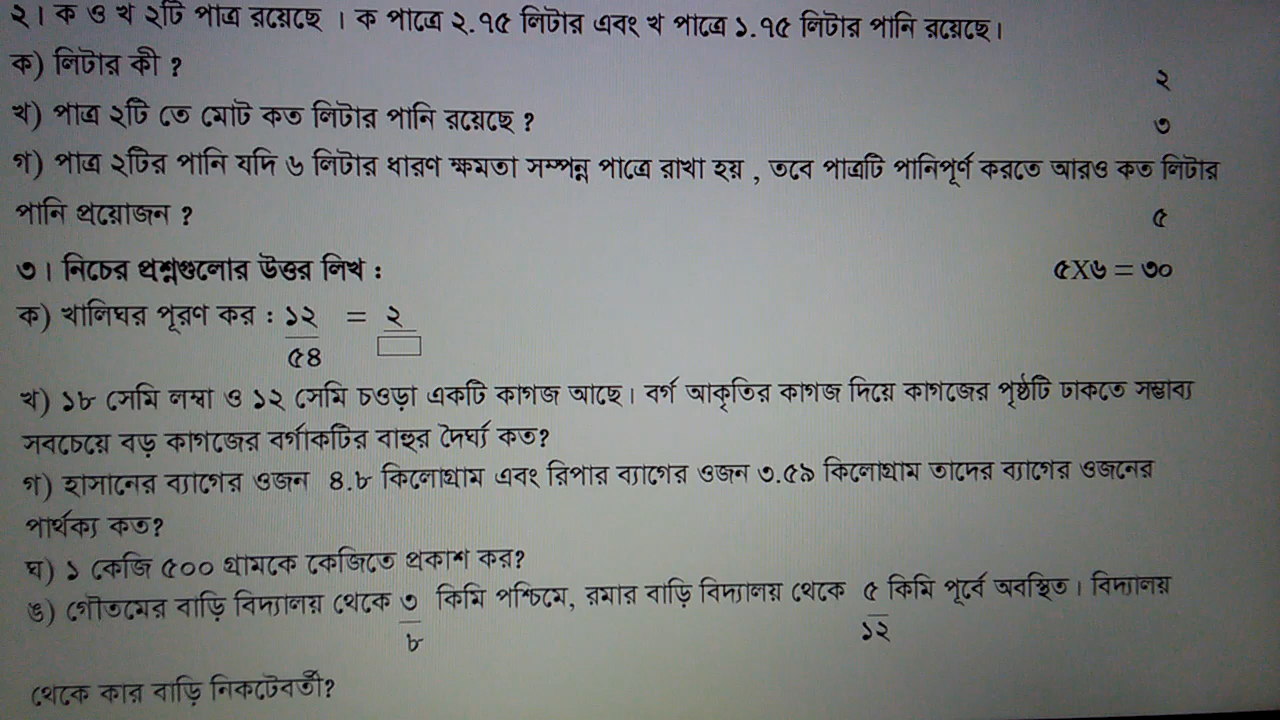 ২। ক ও খ ২টি পাত্র রয়েছে । ক পাত্রে ২.৭৫ লিটার এবং খ পাত্রে ১.৭৫ লিটার পানি রয়েছে।
ক) লিটার কী ? ২
খ) পাত্র ২টি তে মোট কত লিটার পানি রয়েছে ? ৩
গ) পাত্র ২টির পানি যদি ৬ লিটার ধারণ ক্ষমতা সম্পন্ন পাত্রে রাখা হয় , তবে পাত্রটি পানিপূর্ণ করতে আরও কত লিটার
পানি প্রয়োজন ? ৫
৩। নিচের প্রশ্নগুলোর উত্তর লিখ : ৫X৬ = ৩০
ক) খালিঘর পূরণ কর : ১২ = ২
৫৪
খ) ১৮ সেমি লম্বা ও ১২ সেমি চওড়া একটি কাগজ আছে। বর্গ আকৃতির কাগজ দিয়ে কাগজের পৃষ্ঠটি ঢাকতে সম্ভাব্য
সবচেয়ে বড় কাগজের বর্গাকটির বাহুর দৈর্ঘ্য কত?
গ) হাসানের ব্যাগের ওজন ৪.৮ কিলোগ্রাম এবং রিপার ব্যাগের ওজন ৩.৫৯ কিলোগ্রাম তাদের ব্যাগের ওজনের
পার্থক্য কত?
ঘ) ১ কেজি ৫০০ গ্রামকে কেজিতে প্রকাশ কর?
ঙ) গৌতমের বাড়ি বিদ্যালয় থেকে ৩ কিমি পশ্চিমে, রমার বাড়ি বিদ্যালয় থেকে ৫ কিমি পূর্বে অবস্থিত। বিদ্যালয়
৮ ১২
থেকে কার বাড়ি নিকটেবর্তী?